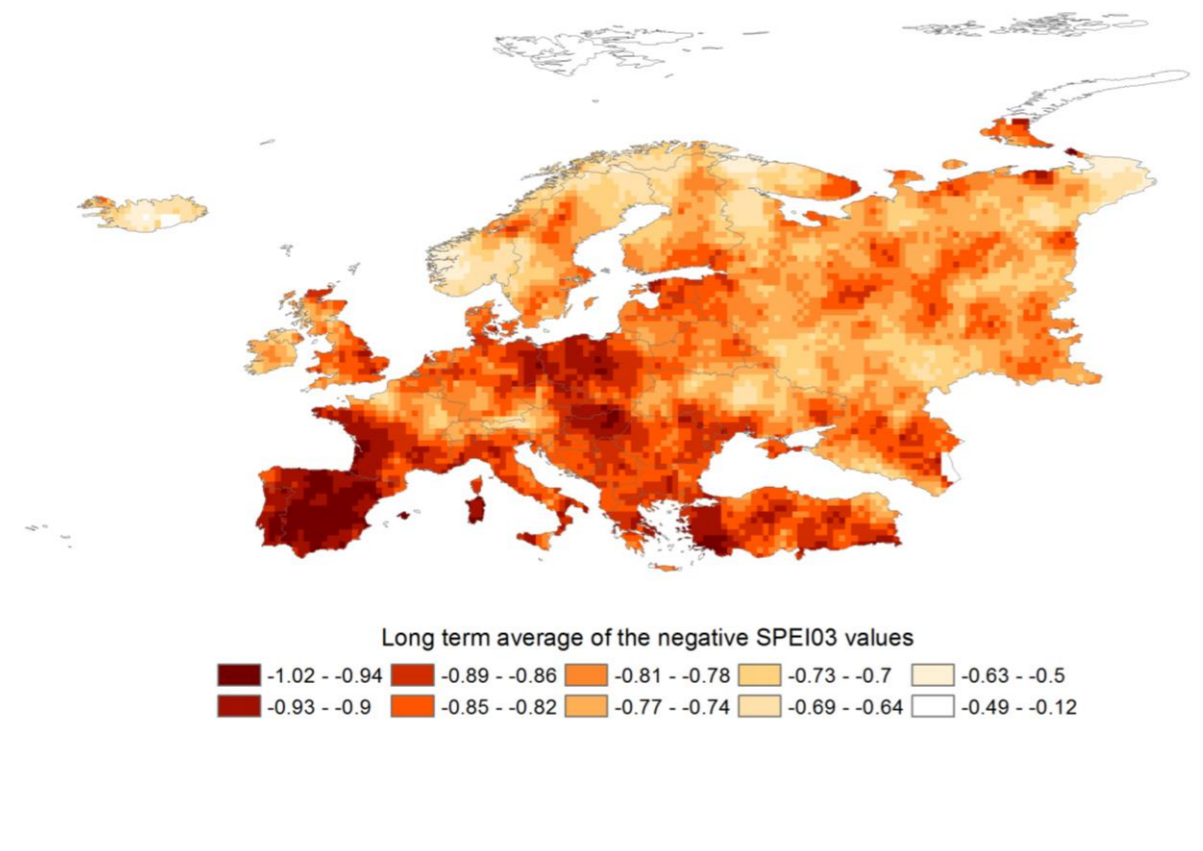 Long term average of the negative SPEI03 values
-1.02 - -0.94 -0.89 - -0.86 -0.81 - -0.78 -0.73 - -0.7 -0.63 - -0.5
-0.93 - -0.9 -0.85 - -0.82 -0.77 - -0.74 -0.69 - -0.64 -0.49 - -0.12